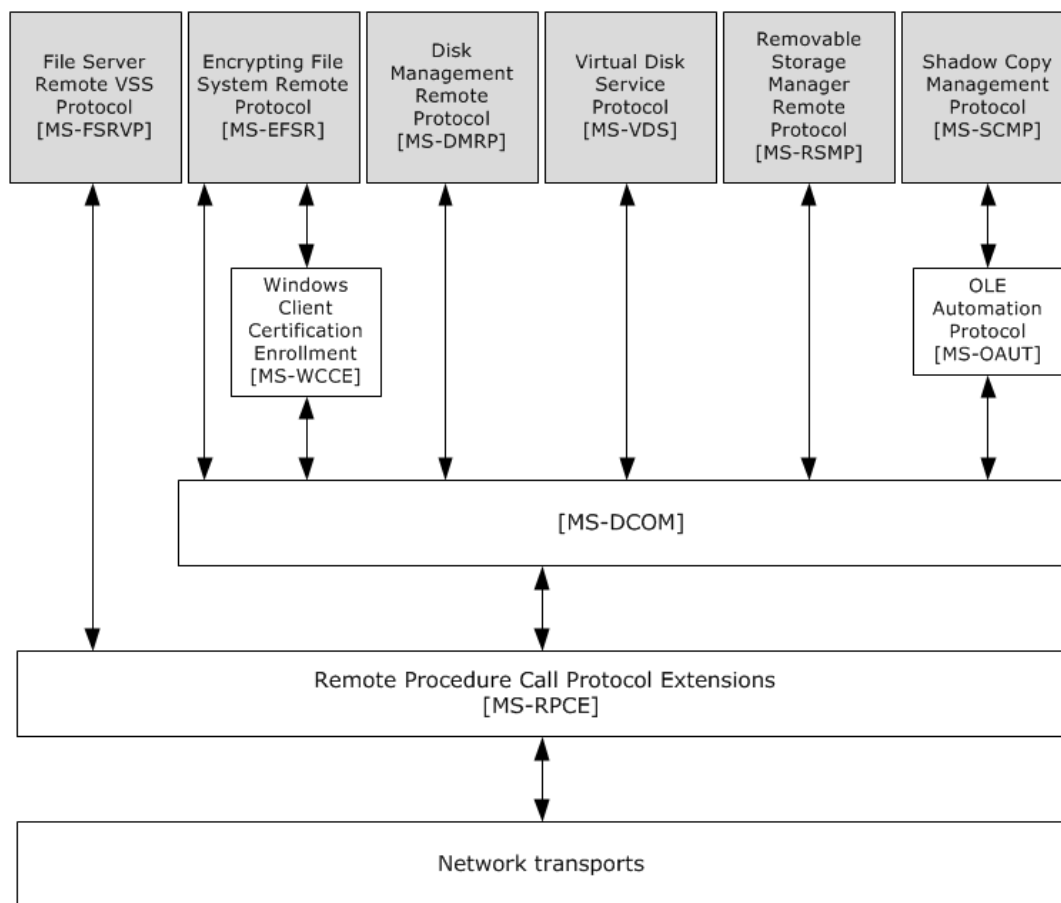 File Server
Remote VSS
Protocol
[MS-FSRVP]
Encrypting File
System Remote
Protocol
[MS-EFSR]
Disk
Management
Remote
Protocol
[MS-DMRP]
Virtual Disk
Service
Protocol
[MS-VDS]
Removable
Storage
Manager
Remote
Protocol
[MS-RSMP]
Shadow Copy
Management
Protocol
[MS-SCMP]
Windows
Client
Certification
Enrollment
[MS-WCCE]
OLE
Automation
Protocol
[MS-OAUT]
[MS-DCOM]
Remote Procedure Call Protocol Extensions
[MS-RPCE]
Network transports